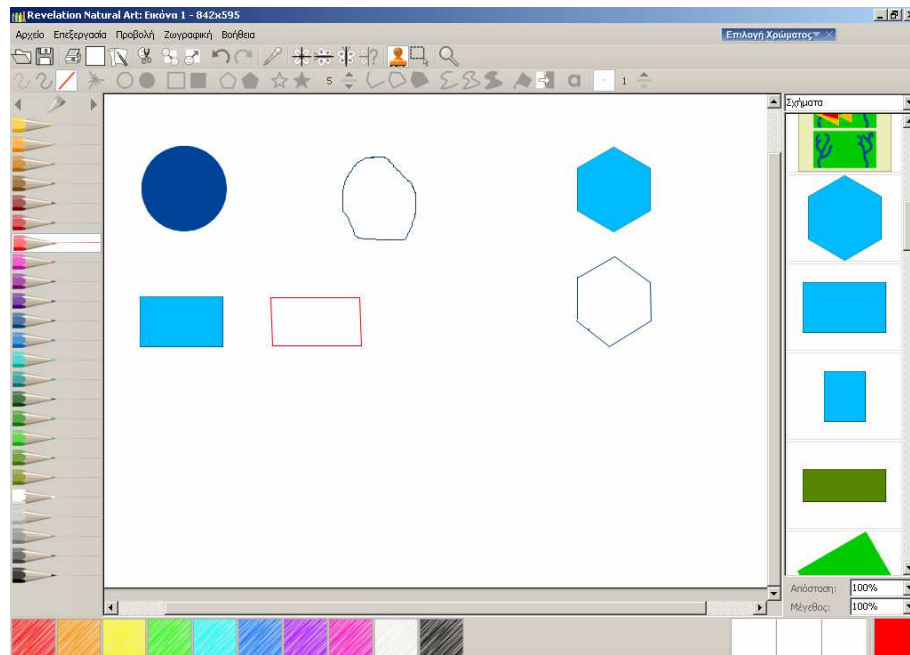 Revelation Natural Art: Εικόνα 1 - 842x595
Αρχείο Επεξεργασία Προβολή Ζωγραφική Βοήθεια
Επιλογή Χρώματος
5
a
1
Σχήματα
Απόσταση: 100%
Μέγεθος: 100%